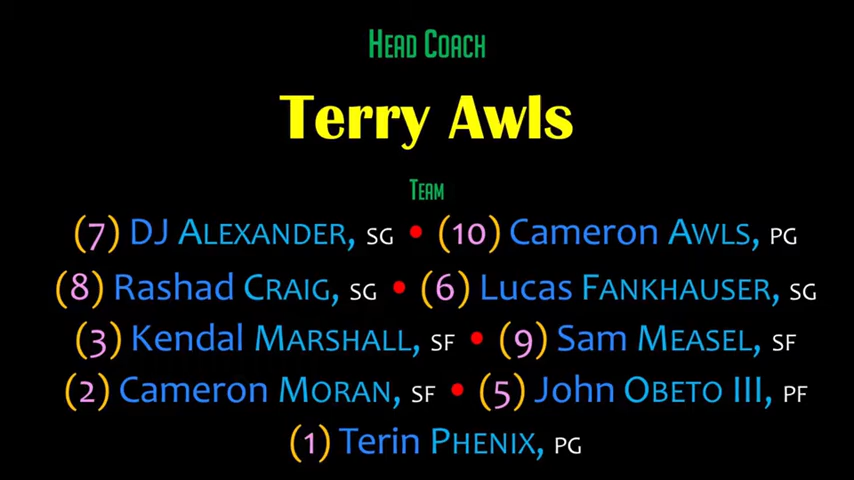 HEAD COACH
Terry Awls
TEAM
(7) DJ ALEXANDER, SG • (10) Cameron AWLS, PG
(8) Rashad CRAIG, SG • (6) Lucas FANKHAUSER, SG
(3) Kendal MARSHALL, SF • (9) Sam MEASEL, SF
(2) Cameron MORAN, SF • (5) John OBETO III, PF
(1) Terin PHENIX, PG